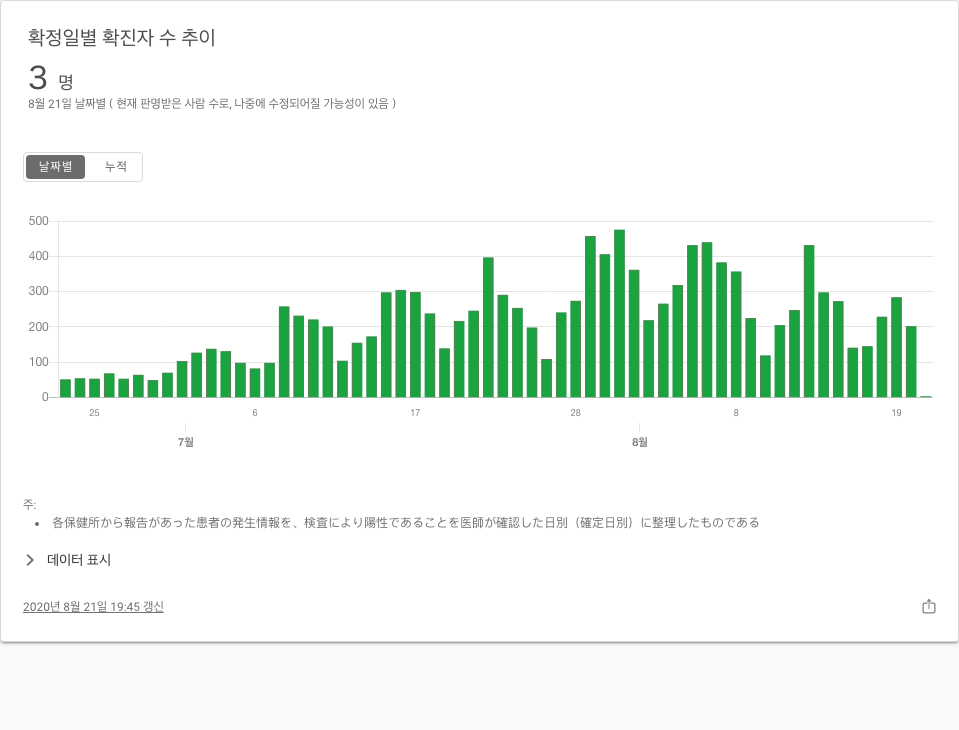 확정일별 확진자 수 추이
3 명
8월 21일 날짜별 ( 현재 판명받은 사람 수로, 나중에 수정되어질 가능성이 있음 )
날짜별 누적
500
400
300
200
100
0
25 6 17 28 8 19
7월 8월
주:
• 各保健所から報告があった患者の発生情報を、検査により陽性であることを医師が確認した日別（確定日別）に整理したものである
데이터 표시
2020년 8월 21일 19:45 갱신